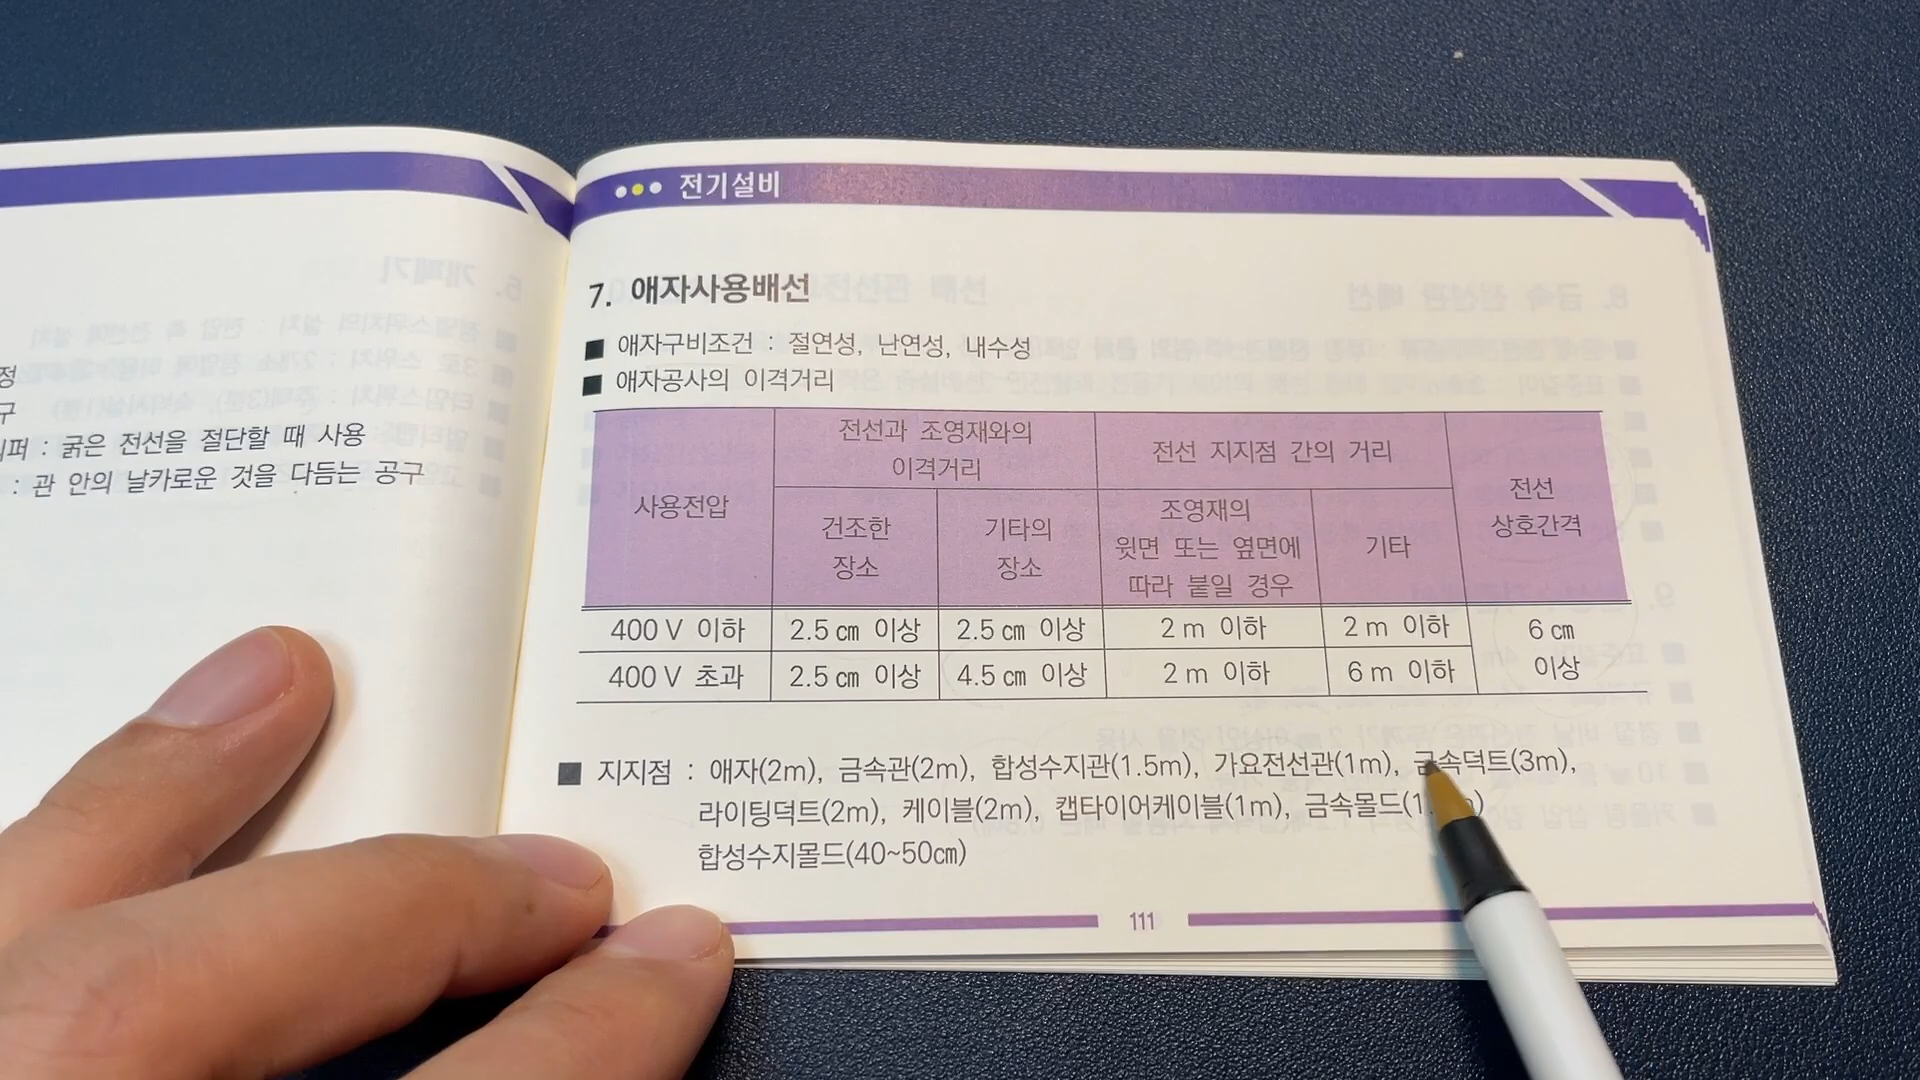 정
구
퍼 : 굵은 전선을 절단할 때 사용
: 관 안의 날카로운 것을 다듬는 공구
전기설비
7. 애자사용배선
■ 애자구비조건 : 절연성, 난연성, 내수성
■ 애자공사의 이격거리
사용전압
전선과 조영재와의
이격거리
전선 지지점 간의 거리
전선
상호간격
건조한
장소
기타의
장소
조영재의
윗면 또는 옆면에
따라 붙일 경우
기타
400 V 이하 2.5 ㎝ 이상 2.5 ㎝ 이상 2 m 이하 2 m 이하 6 ㎝
이상
400 V 초과 2.5 ㎝ 이상 4.5 ㎝ 이상 2 m 이하 6 m 이하
■ 지지점 : 애자(2m), 금속관(2m), 합성수지관(1.5m), 가요전선관(1m), 금속덕트(3m),
라이팅덕트(2m), 케이블(2m), 캡타이어케이블(1m), 금속몰드
합성수지몰드(40~50㎝)
111